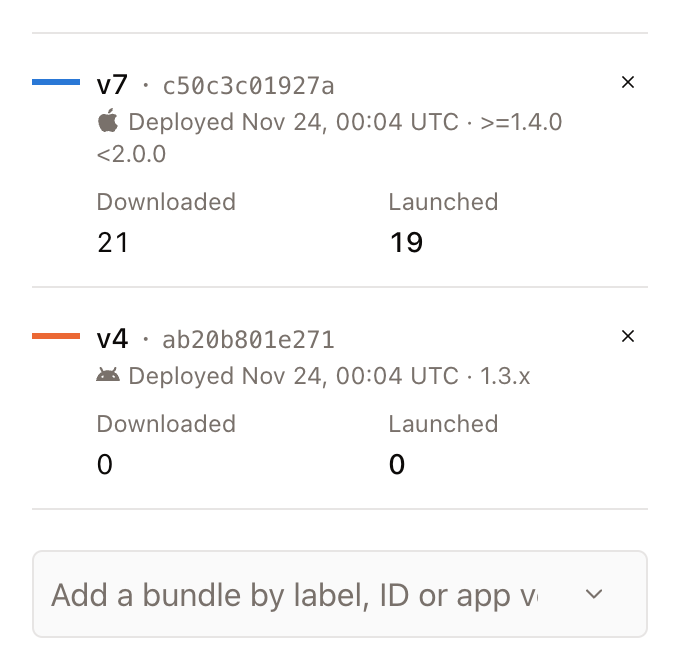 v7 · c50c3c01927a
Deployed Nov 24, 00:04 UTC · >=1.4.0
<2.0.0
Downloaded Launched
21 19
v4 · ab20b801e271
Deployed Nov 24, 00:04 UTC · 1.3.x
Downloaded Launched
0 0
Add a bundle by label, ID or app v